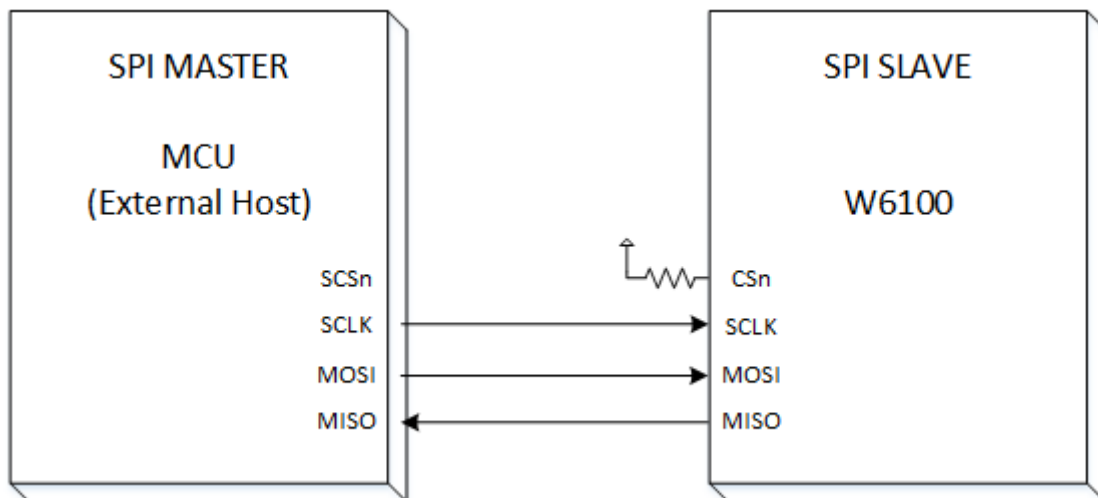 SPI MASTER
MCU
(External Host)
SCSn
SCLK
MOSI
MISO
SPI SLAVE
W6100
CSn
SCLK
MOSI
MISO